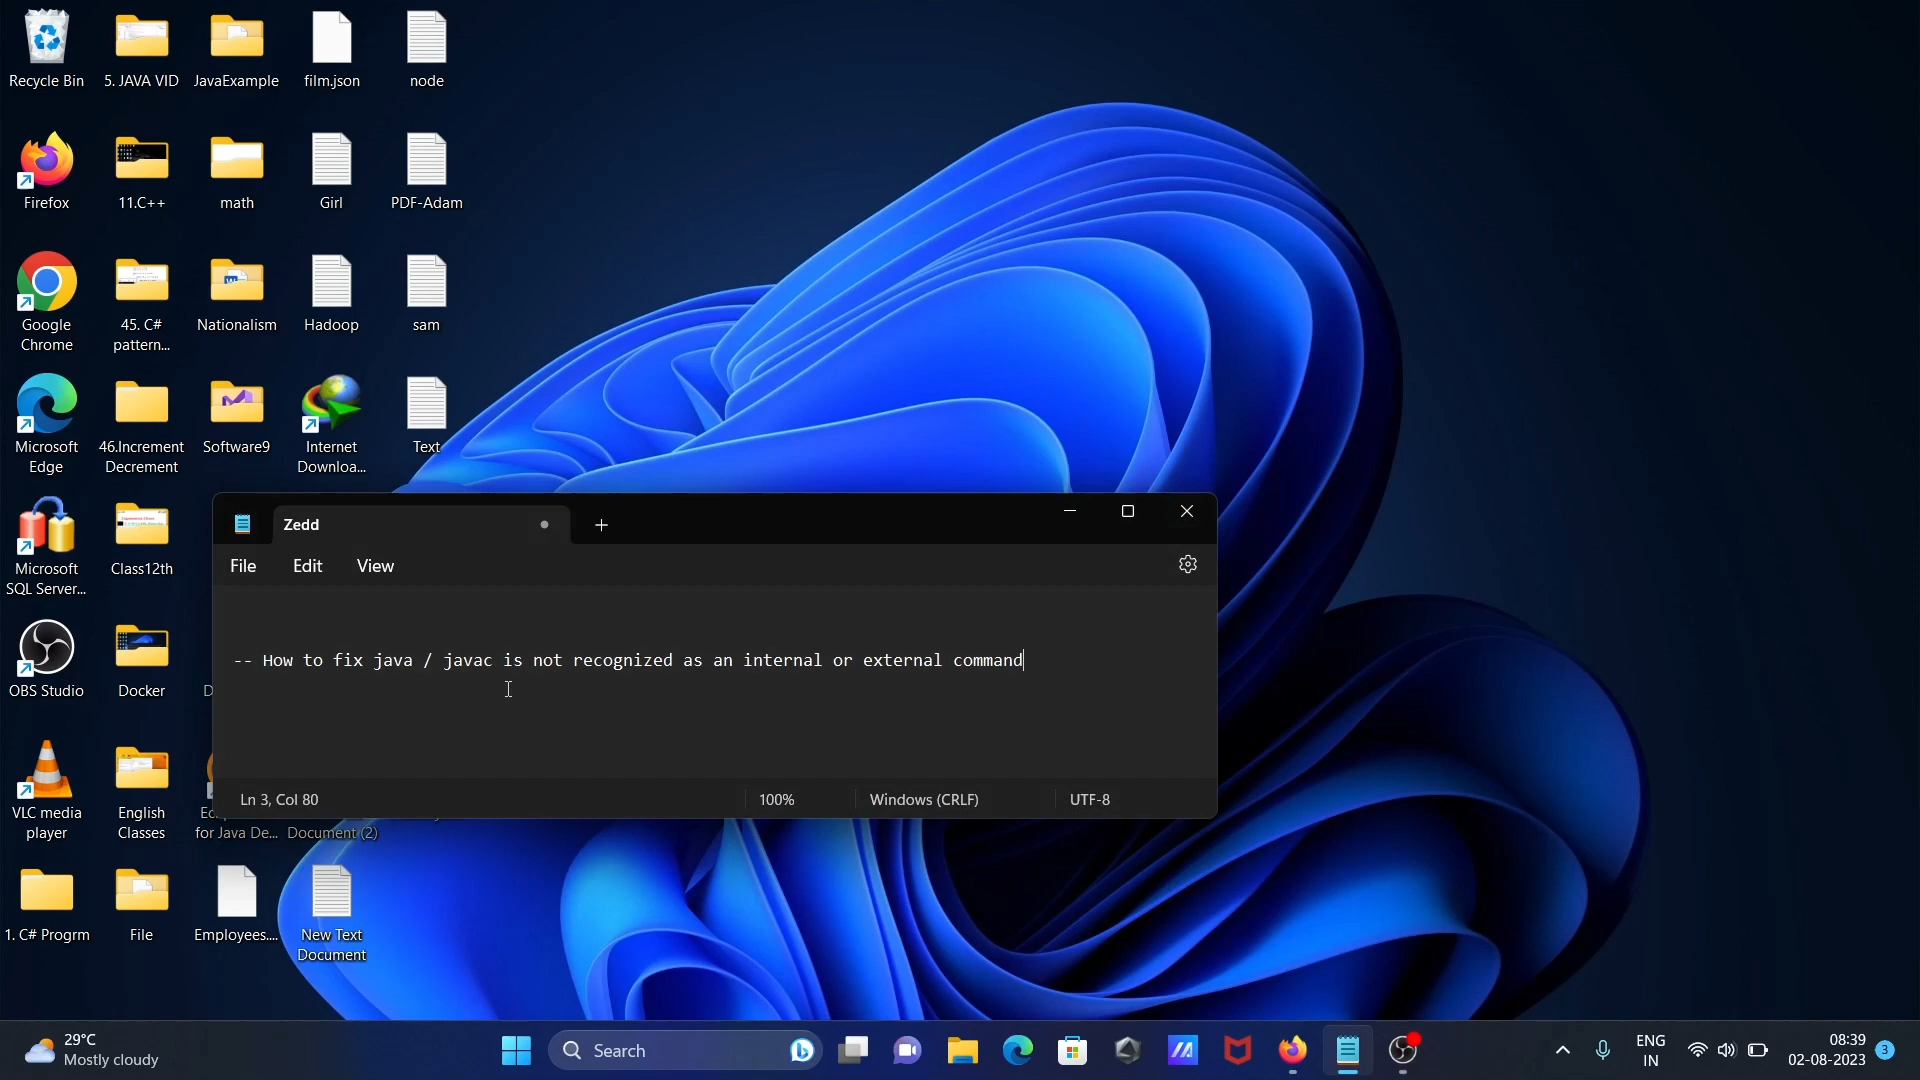 Recycle Bin
5. JAVA VID
JavaExample
film.json
node
Firefox
11.C++
math
Girl
PDF-Adam
Google
Chrome
45. C#
pattern...
Nationalism
Hadoop
sam
Microsoft
Edge
46.Increment
Decrement
Software9
Internet
Downloa...
Text
Microsoft
SQL Server...
Class12th
OBS Studio
Docker
D
VLC media
player
English
Classes
for Java De...
Document (2)
1. C# Progrm
File
Employees....
New Text
Document
Zedd
File
Edit
View
-- How to fix java / javac is not recognized as an internal or external command
Ln 3, Col 80
100%
Windows (CRLF)
UTF-8
29°C
Mostly cloudy
Search
ENG
IN
08:39
02-08-2023
3